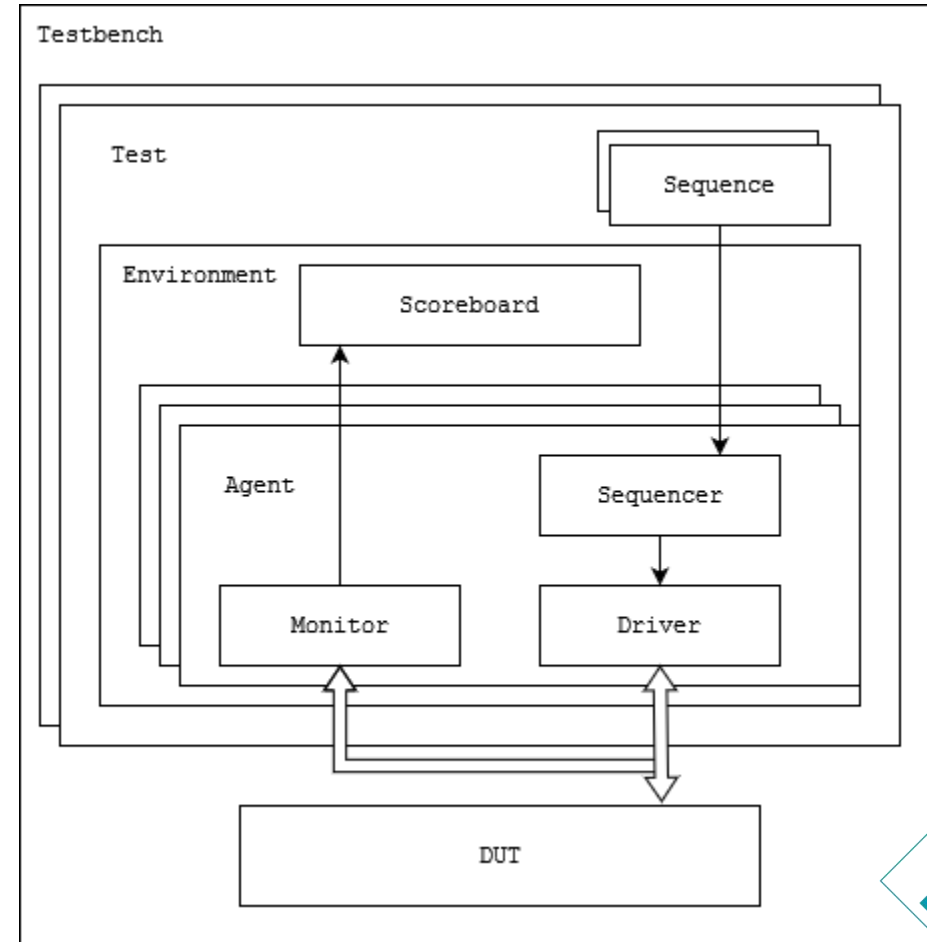 Testbench
Test
Sequence
Environment
Scoreboard
Agent
Sequencer
Monitor
Driver
DUT